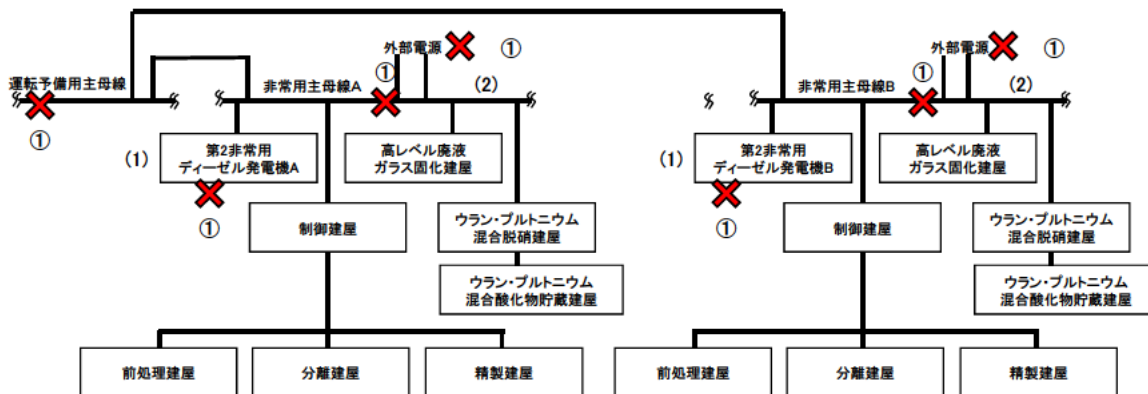 外部電源 ①
外部電源 ①
運転予備用主母線
①
非常用主母線A
①
(2)
非常用主母線B
①
(2)
(1)
第2非常用
ディーゼル発電機A
①
高レベル廃液
ガラス固化建屋
(1)
第2非常用
ディーゼル発電機B
①
高レベル廃液
ガラス固化建屋
制御建屋
ウラン・プルトニウム
混合脱硝建屋
制御建屋
ウラン・プルトニウム
混合脱硝建屋
ウラン・プルトニウム
混合酸化物貯蔵建屋
ウラン・プルトニウム
混合酸化物貯蔵建屋
前処理建屋
分離建屋
精製建屋
前処理建屋
分離建屋
精製建屋